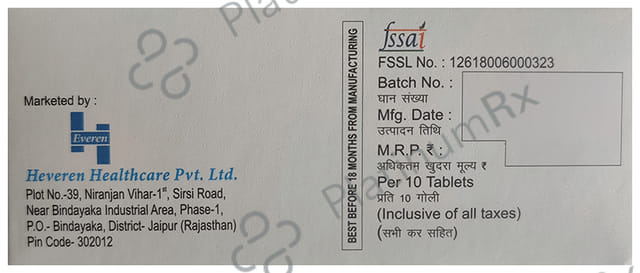 Marketed by :
Everen
Heveren Healthcare Pvt. Ltd.
Plot No.-39, Niranjan Vihar-1st, Sirsi Road,
Near Bindayaka Industrial Area, Phase-1,
P.O.- Bindayaka, District- Jaipur (Rajasthan)
Pin Code- 302012
BEST BEFORE 18 MONTHS FROM MANUFACTURING
fssai
FSSL No. : 12618006000323
Batch No. :
घान संख्या
Mfg. Date :
उत्पादन तिथि
M.R.P. ₹ :
अधिकतम खुदरा मूल्य ₹
Per 10 Tablets
प्रति 10 गोली
(Inclusive of all taxes)
(सभी कर सहित)
PlatinumRx